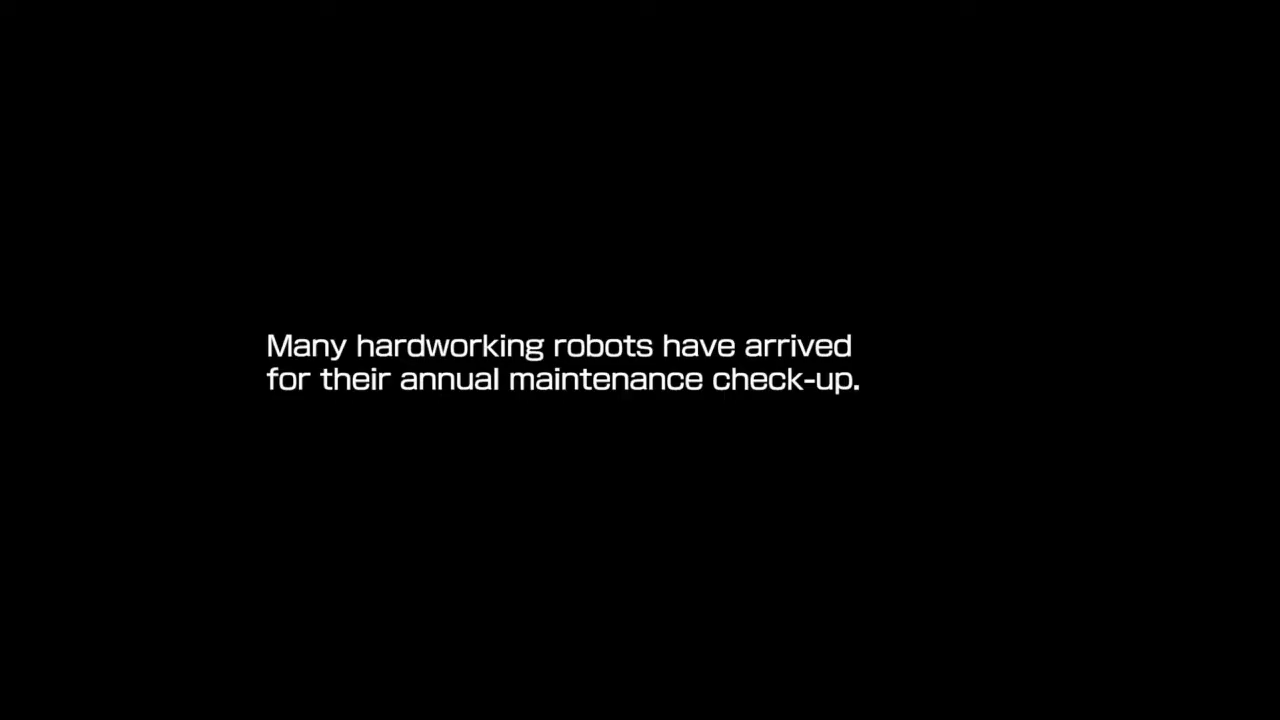 Many hardworking robots have arrived
for their annual maintenance check-up.